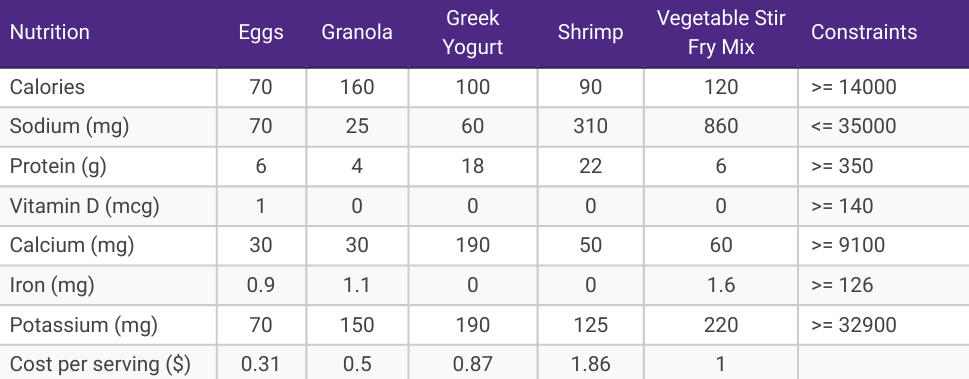 Nutrition Eggs Granola Greek Yogurt Shrimp Vegetable Stir Fry Mix Constraints
Calories 70 160 100 90 120 >= 14000
Sodium (mg) 70 25 60 310 860 <= 35000
Protein (g) 6 4 18 22 6 >= 350
Vitamin D (mcg) 1 0 0 0 0 >= 140
Calcium (mg) 30 30 190 50 60 >= 9100
Iron (mg) 0.9 1.1 0 0 1.6 >= 126
Potassium (mg) 70 150 190 125 220 >= 32900
Cost per serving ($) 0.31 0.5 0.87 1.86 1